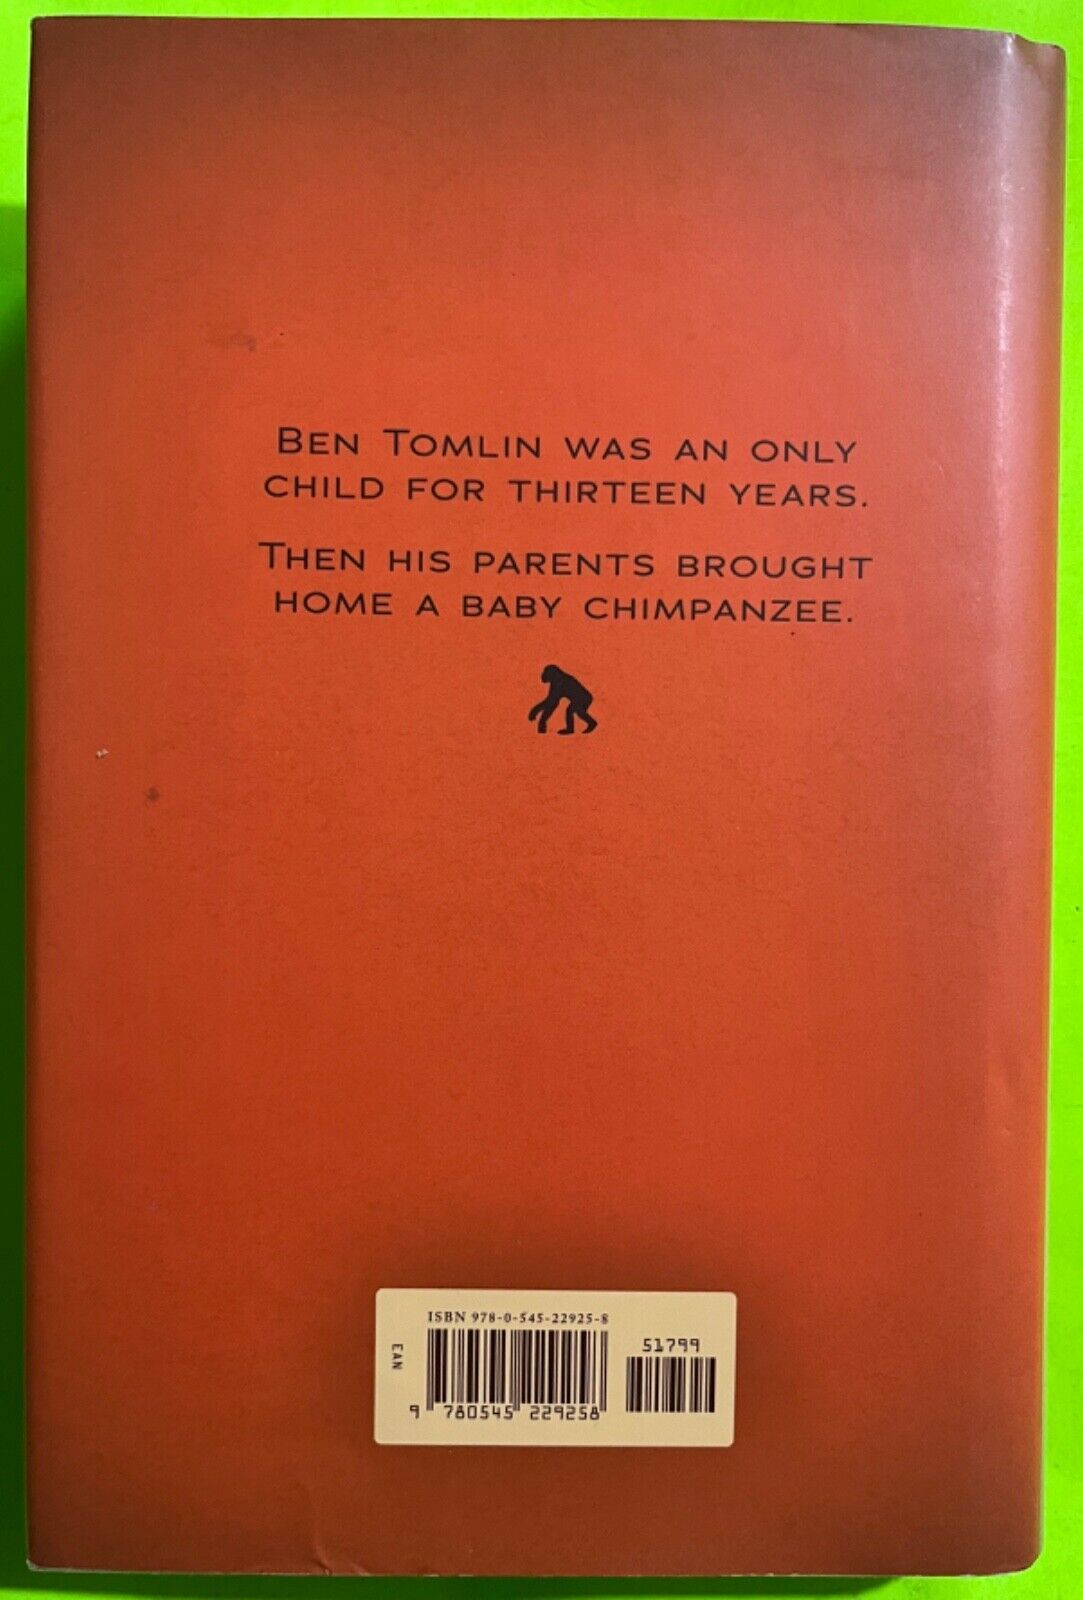 BEN TOMLIN WAS AN ONLY
CHILD FOR THIRTEEN YEARS.
THEN HIS PARENTS BROUGHT
HOME A BABY CHIMPANZEE.
ISBN 978-0-545-22925-8
51799
EAN
9 780545 229258